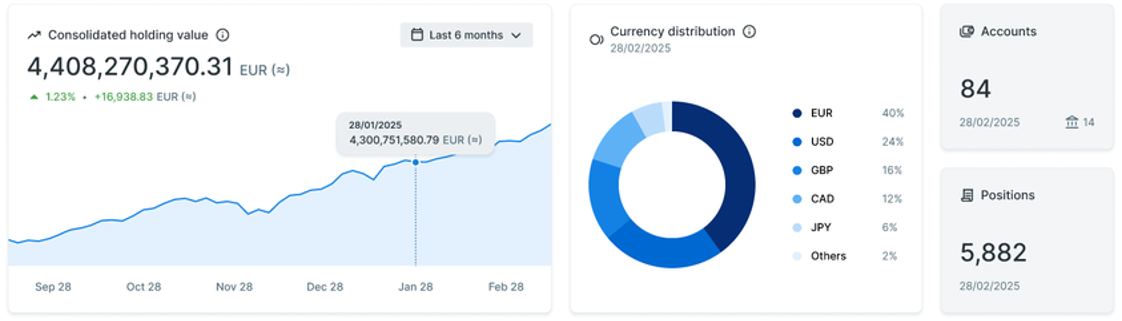 Consolidated holding value
Last 6 months
4,408,270,370.31 EUR (≈)
1.23% • +16,938.83 EUR (≈)
28/01/2025
4,300,751,580.79 EUR (≈)
Sep 28 Oct 28 Nov 28 Dec 28 Jan 28 Feb 28
Currency distribution
28/02/2025
EUR 40%
USD 24%
GBP 16%
CAD 12%
JPY 6%
Others 2%
Accounts
84
28/02/2025 14
Positions
5,882
28/02/2025